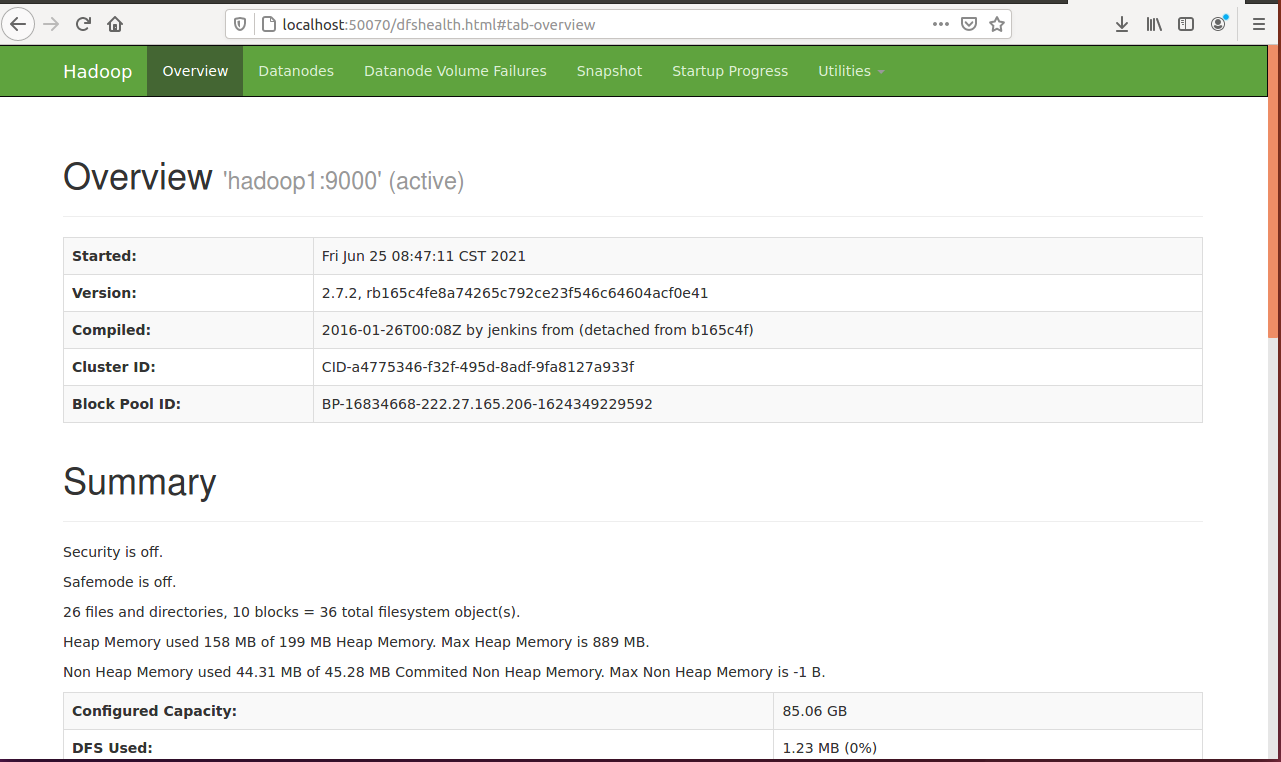 localhost:50070/dfshealth.html#tab-overview
Hadoop Overview Datanodes Datanode Volume Failures Snapshot Startup Progress Utilities
Overview 'hadoop1:9000' (active)
Started: Fri Jun 25 08:47:11 CST 2021
Version: 2.7.2, rb165c4fe8a74265c792ce23f546c64604acf0e41
Compiled: 2016-01-26T00:08Z by jenkins from (detached from b165c4f)
Cluster ID: CID-a4775346-f32f-495d-8adf-9fa8127a933f
Block Pool ID: BP-16834668-222.27.165.206-1624349229592
Summary
Security is off.
Safemode is off.
26 files and directories, 10 blocks = 36 total filesystem object(s).
Heap Memory used 158 MB of 199 MB Heap Memory. Max Heap Memory is 889 MB.
Non Heap Memory used 44.31 MB of 45.28 MB Commited Non Heap Memory. Max Non Heap Memory is -1 B.
Configured Capacity: 85.06 GB
DFS Used: 1.23 MB (0%)